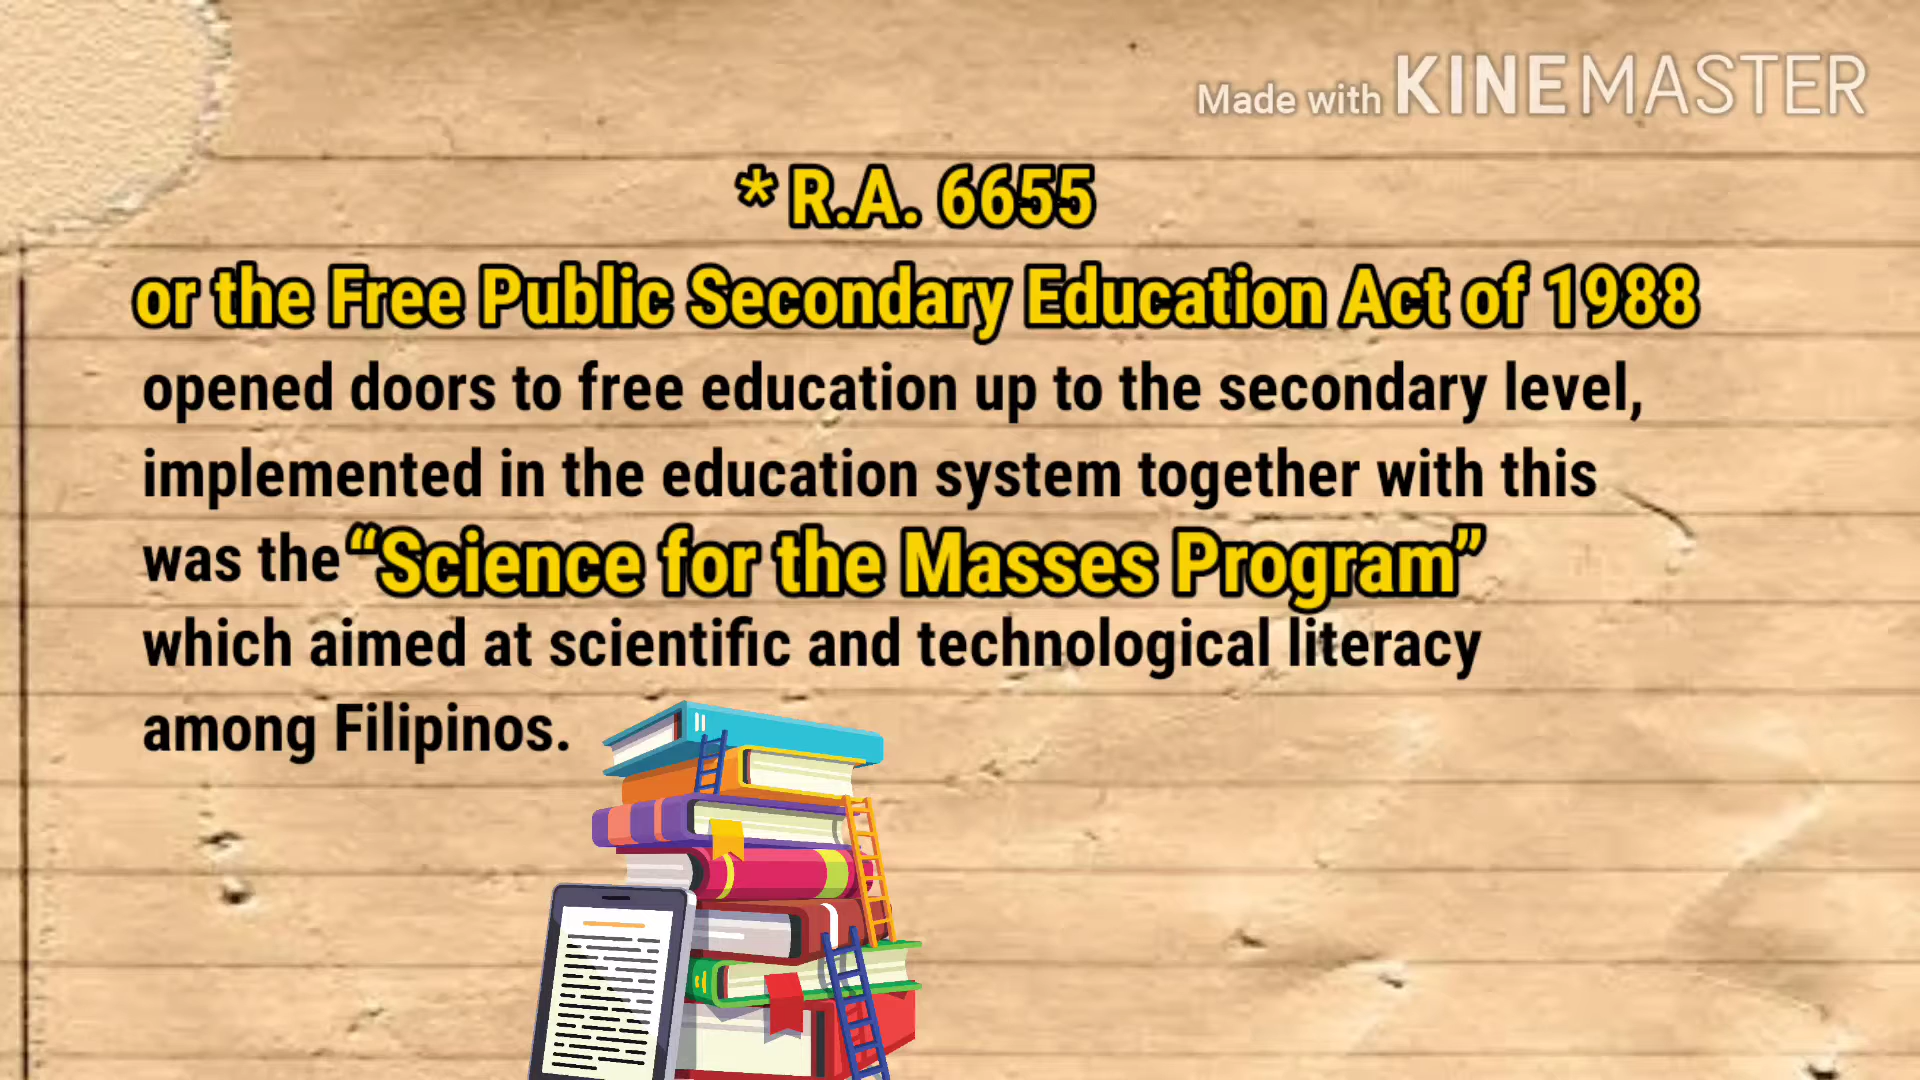 Made with KINEMASTER
* R.A. 6655
or the Free Public Secondary Education Act of 1988
opened doors to free education up to the secondary level,
implemented in the education system together with this
was the “Science for the Masses Program”
which aimed at scientific and technological literacy
among Filipinos.